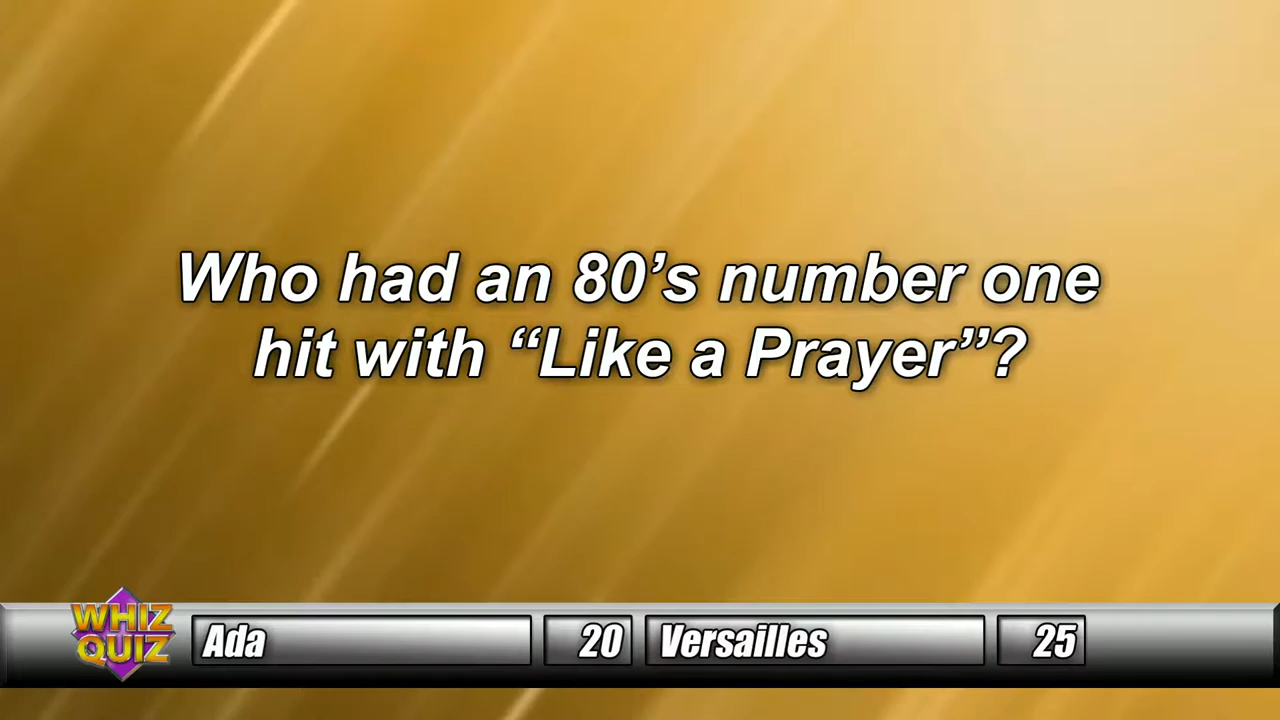 Who had an 80’s number one
hit with “Like a Prayer”?
WHIZ
QUIZ
Ada 20 Versailles 25